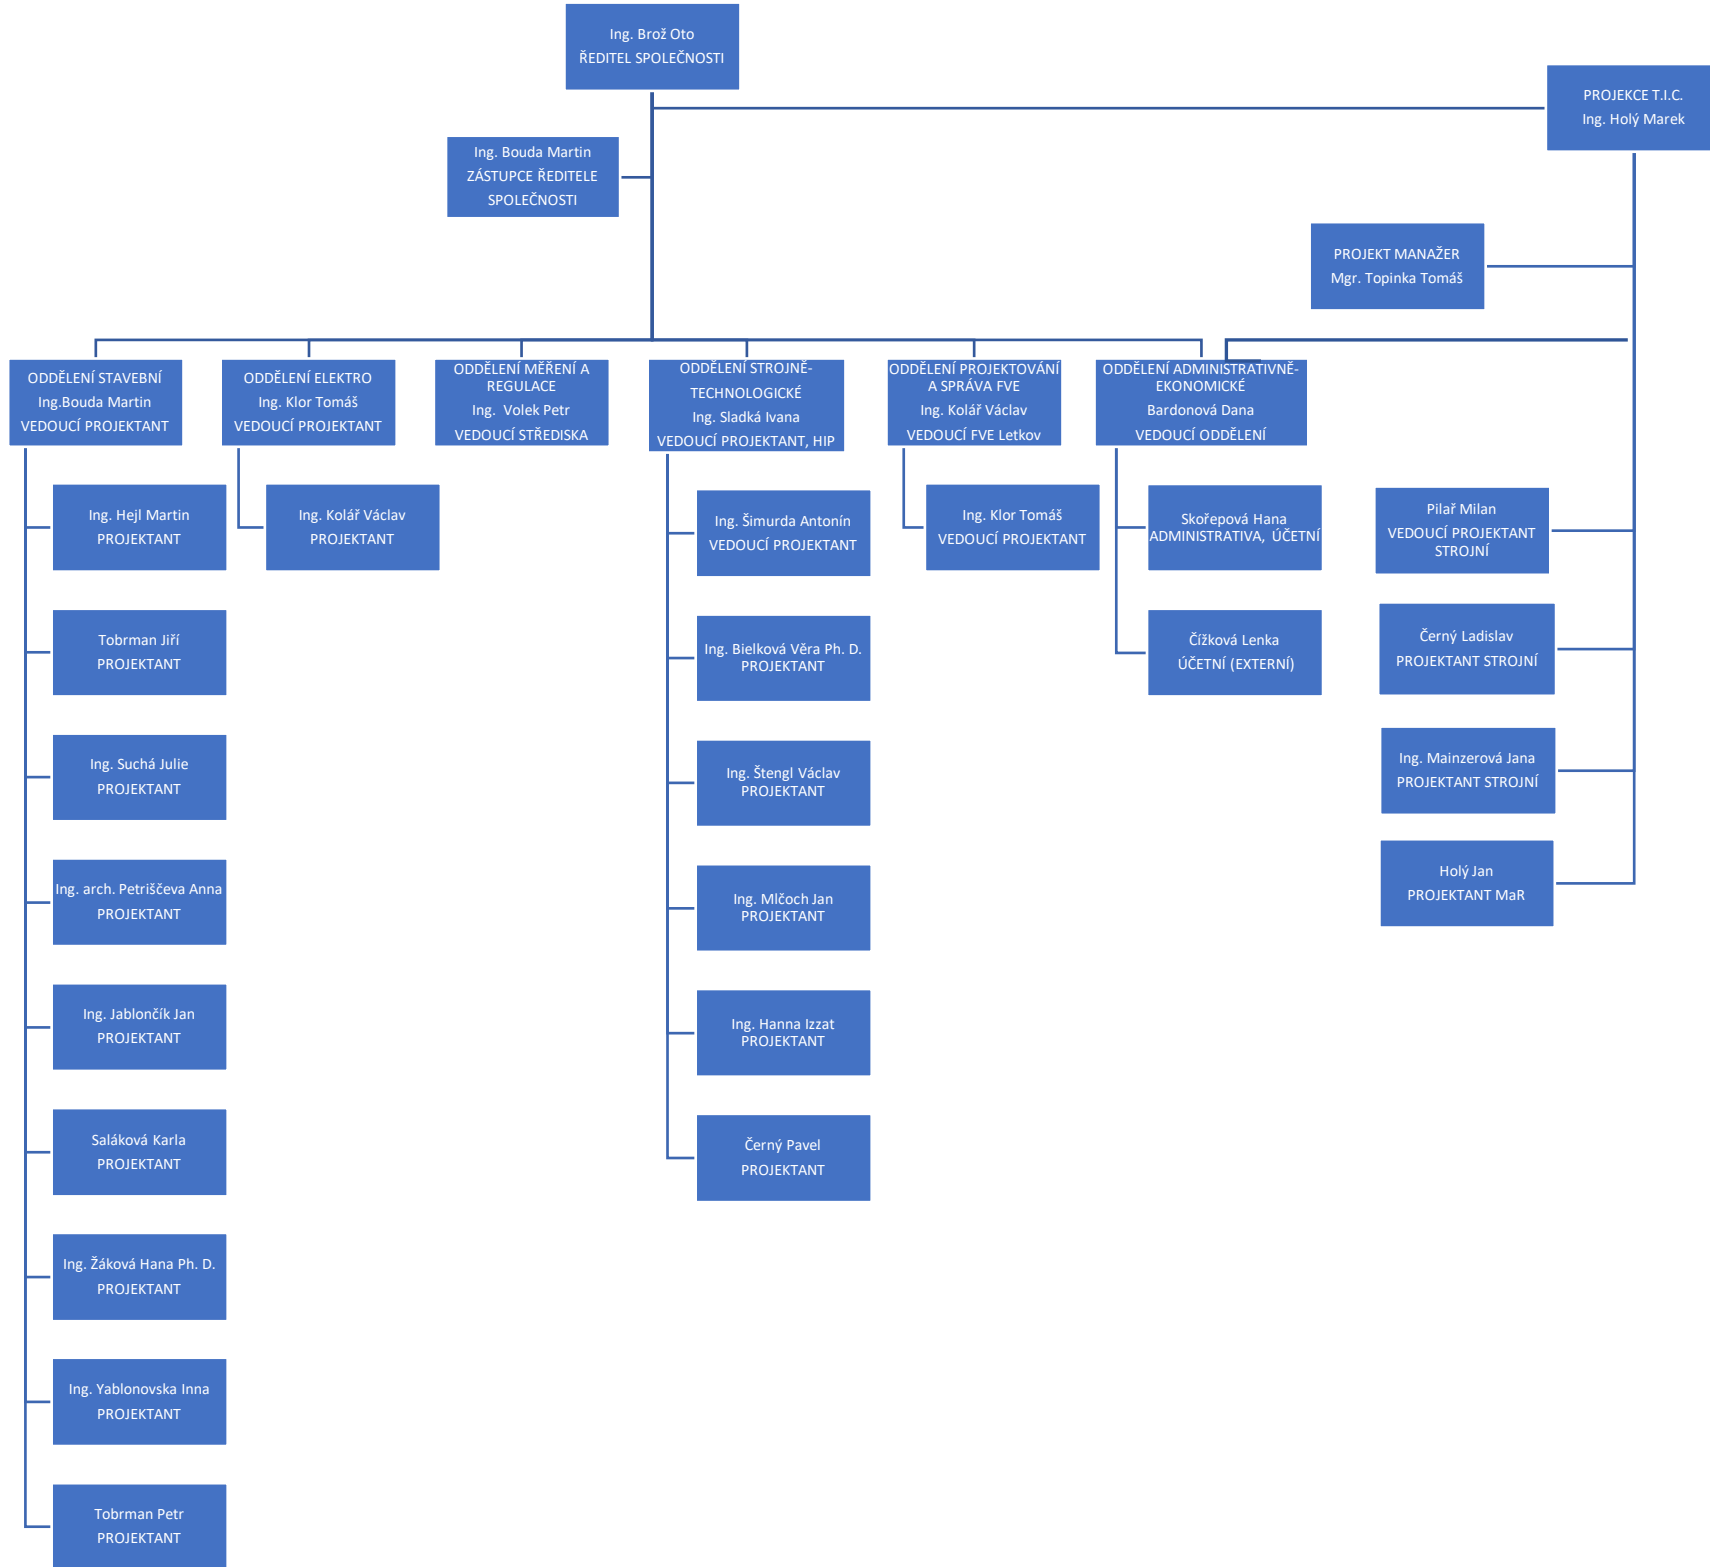 Ing. Brož Oto
ŘEDITEL SPOLEČNOSTI
PROJEKCE T.I.C.
Ing. Holý Marek
Ing. Bouda Martin
ZÁSTUPCE ŘEDITELE
SPOLEČNOSTI
PROJEKT MANAŽER
Mgr. Topinka Tomáš
ODDĚLENÍ STAVEBNÍ
Ing.Bouda Martin
VEDOUCÍ PROJEKTANT
ODDĚLENÍ ELEKTRO
Ing. Klor Tomáš
VEDOUCÍ PROJEKTANT
ODDĚLENÍ MĚŘENÍ A
REGULACE
Ing. Volek Petr
VEDOUCÍ STŘEDISKA
ODDĚLENÍ STROJNĚ-
TECHNOLOGICKÉ
Ing. Sladká Ivana
VEDOUCÍ PROJEKTANT, HIP
ODDĚLENÍ PROJEKTOVÁNÍ
A SPRÁVA FVE
Ing. Kolář Václav
VEDOUCÍ FVE Letkov
ODDĚLENÍ ADMINISTRATIVNĚ-
EKONOMICKÉ
Bardonová Dana
VEDOUCÍ ODDĚLENÍ
Ing. Hejl Martin
PROJEKTANT
Tobrman Jiří
PROJEKTANT
Ing. Suchá Julie
PROJEKTANT
Ing. arch. Petriščeva Anna
PROJEKTANT
Ing. Jablončík Jan
PROJEKTANT
Saláková Karla
PROJEKTANT
Ing. Žáková Hana Ph. D.
PROJEKTANT
Ing. Yablonovska Inna
PROJEKTANT
Tobrman Petr
PROJEKTANT
Ing. Kolář Václav
PROJEKTANT
Ing. Šimurda Antonín
VEDOUCÍ PROJEKTANT
Ing. Bielková Věra Ph. D.
PROJEKTANT
Ing. Štengl Václav
PROJEKTANT
Ing. Mlčoch Jan
PROJEKTANT
Ing. Hanna Izzat
PROJEKTANT
Černý Pavel
PROJEKTANT
Ing. Klor Tomáš
VEDOUCÍ PROJEKTANT
Skořepová Hana
ADMINISTRATIVA, ÚČETNÍ
Čížková Lenka
ÚČETNÍ (EXTERNÍ)
Pilař Milan
VEDOUCÍ PROJEKTANT
STROJNÍ
Černý Ladislav
PROJEKTANT STROJNÍ
Ing. Mainzerová Jana
PROJEKTANT STROJNÍ
Holý Jan
PROJEKTANT MaR